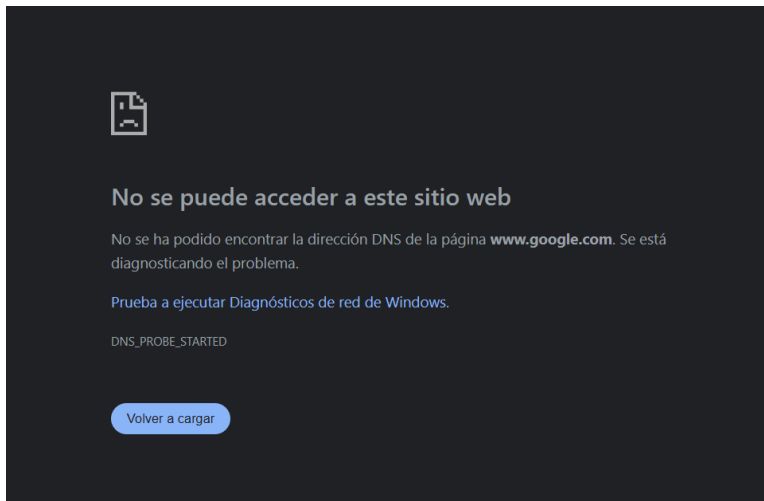 No se puede acceder a este sitio web
No se ha podido encontrar la dirección DNS de la página www.google.com. Se está
diagnosticando el problema.
Prueba a ejecutar Diagnósticos de red de Windows.
DNS_PROBE_STARTED
Volver a cargar